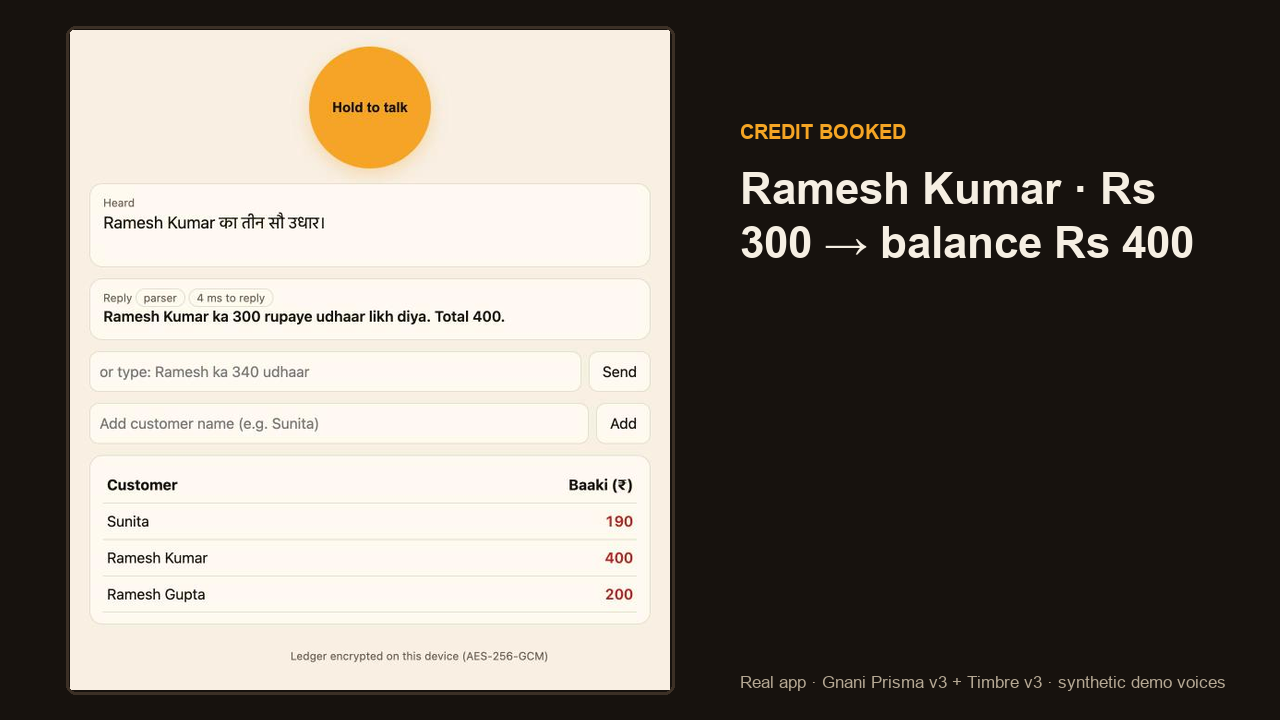 Hold to talk
Heard
Ramesh Kumar का तीन सौ उधार।
Reply parser 4 ms to reply
Ramesh Kumar ka 300 rupaye udhaar likh diya. Total 400.
or type: Ramesh ka 340 udhaar Send
Add customer name (e.g. Sunita) Add
Customer Baaki (₹)
Sunita 190
Ramesh Kumar 400
Ramesh Gupta 200
Ledger encrypted on this device (AES-256-GCM)
CREDIT BOOKED
Ramesh Kumar · Rs
300 → balance Rs 400
Real app · Gnani Prisma v3 + Timbre v3 · synthetic demo voices